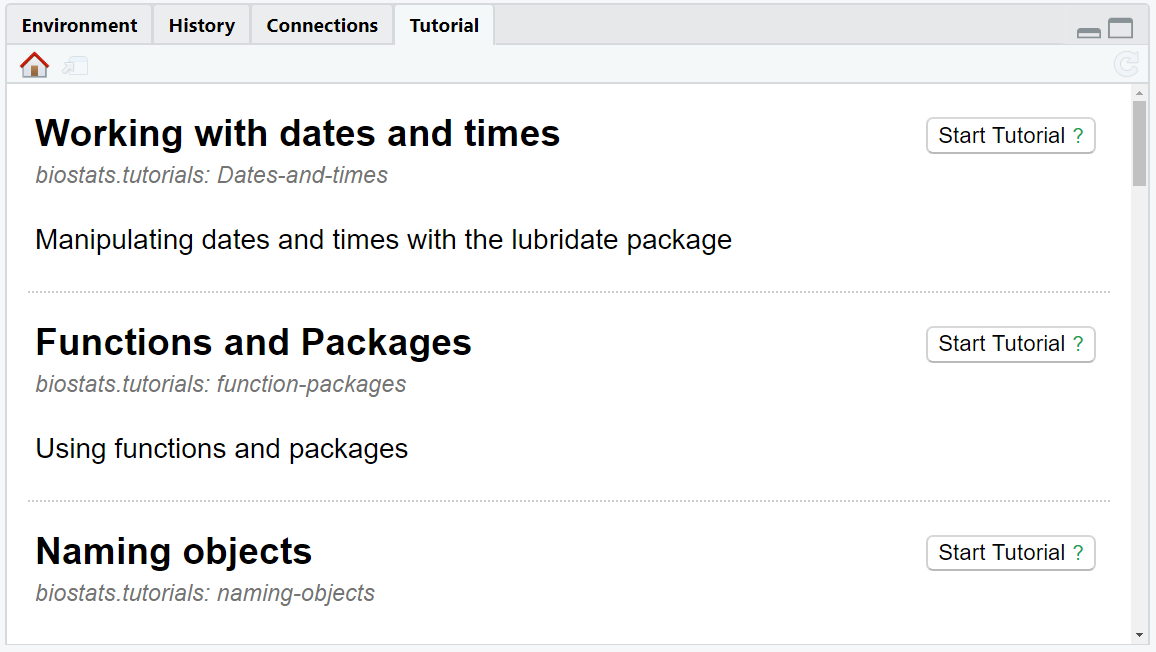 Environment History Connections Tutorial
Working with dates and times
Start Tutorial ?
biostats.tutorials: Dates-and-times
Manipulating dates and times with the lubridate package
Functions and Packages
Start Tutorial ?
biostats.tutorials: function-packages
Using functions and packages
Naming objects
Start Tutorial ?
biostats.tutorials: naming-objects